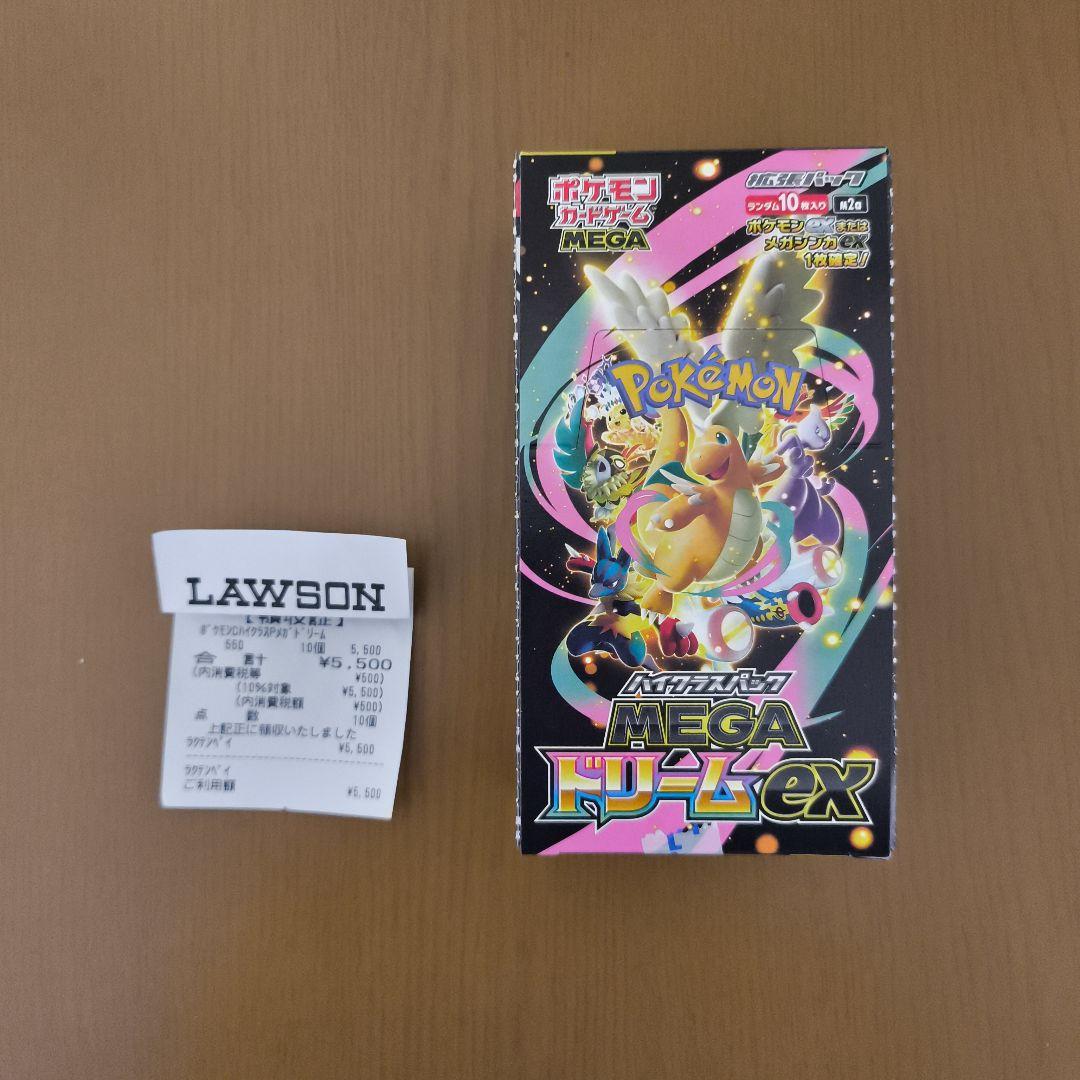 LAWSON
ポケモンCハイクラスPメガドリーム
550 10個 5,500
合 計 ¥5,500
(内消費税等 ¥500)
(10%対象 ¥5,500)
(内消費税額 ¥500)
点 数 10個
上記正に領収いたしました
ラクテンペイ ¥5,500
ラクテンペイ
ご利用額 ¥5,500
ポケモン
カードゲーム
MEGA
拡張パック
ランダム10枚入り
ポケモンexまたは
メガシンカex
1枚確定!
POKéMON
ハイクラスパック
MEGA
ドリームex